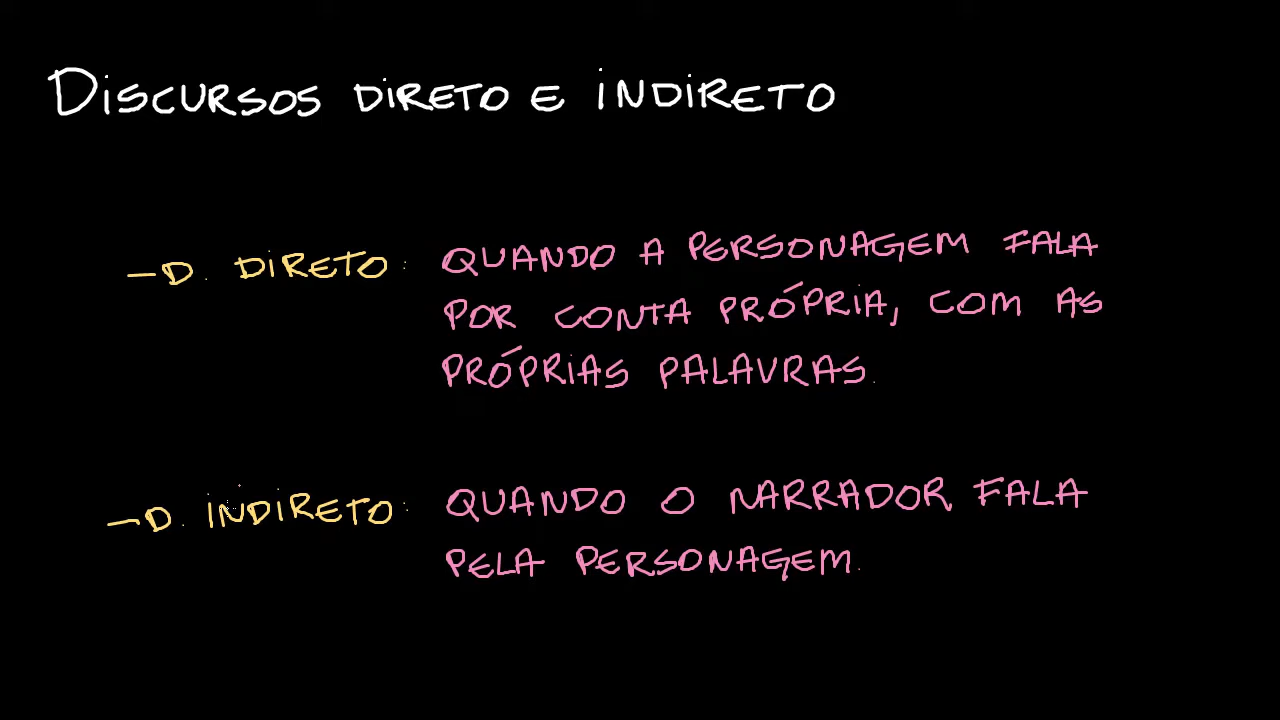 DISCURSOS DIRETO E INDIRETO
- D. DIRETO: QUANDO A PERSONAGEM FALA
POR CONTA PRÓPRIA, COM AS
PRÓPRIAS PALAVRAS.
- D. INDIRETO: QUANDO O NARRADOR FALA
PELA PERSONAGEM.